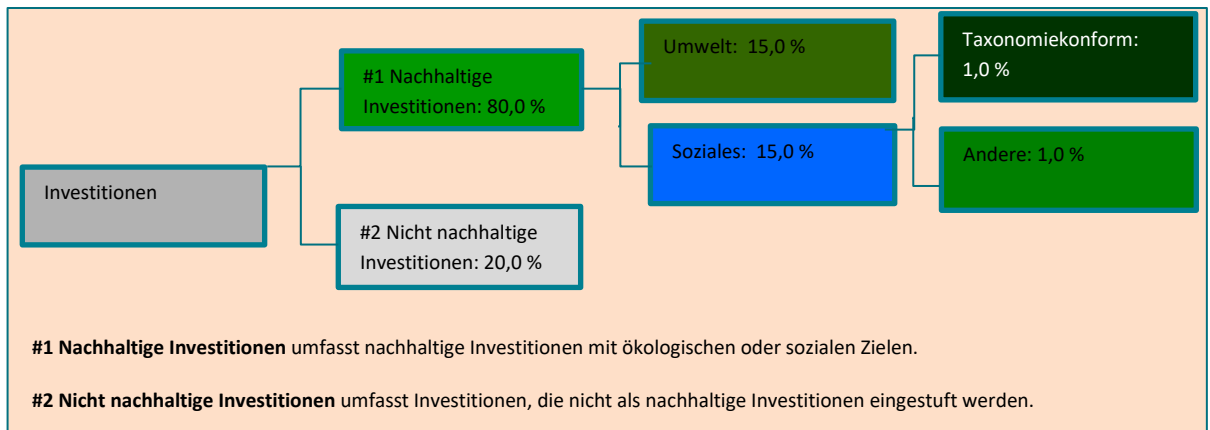 Investitionen
#1 Nachhaltige
Investitionen: 80,0 %
#2 Nicht nachhaltige
Investitionen: 20,0 %
Umwelt: 15,0 %
Soziales: 15,0 %
Taxonomiekonform:
1,0 %
Andere: 1,0 %
#1 Nachhaltige Investitionen umfasst nachhaltige Investitionen mit ökologischen oder sozialen Zielen.
#2 Nicht nachhaltige Investitionen umfasst Investitionen, die nicht als nachhaltige Investitionen eingestuft werden.